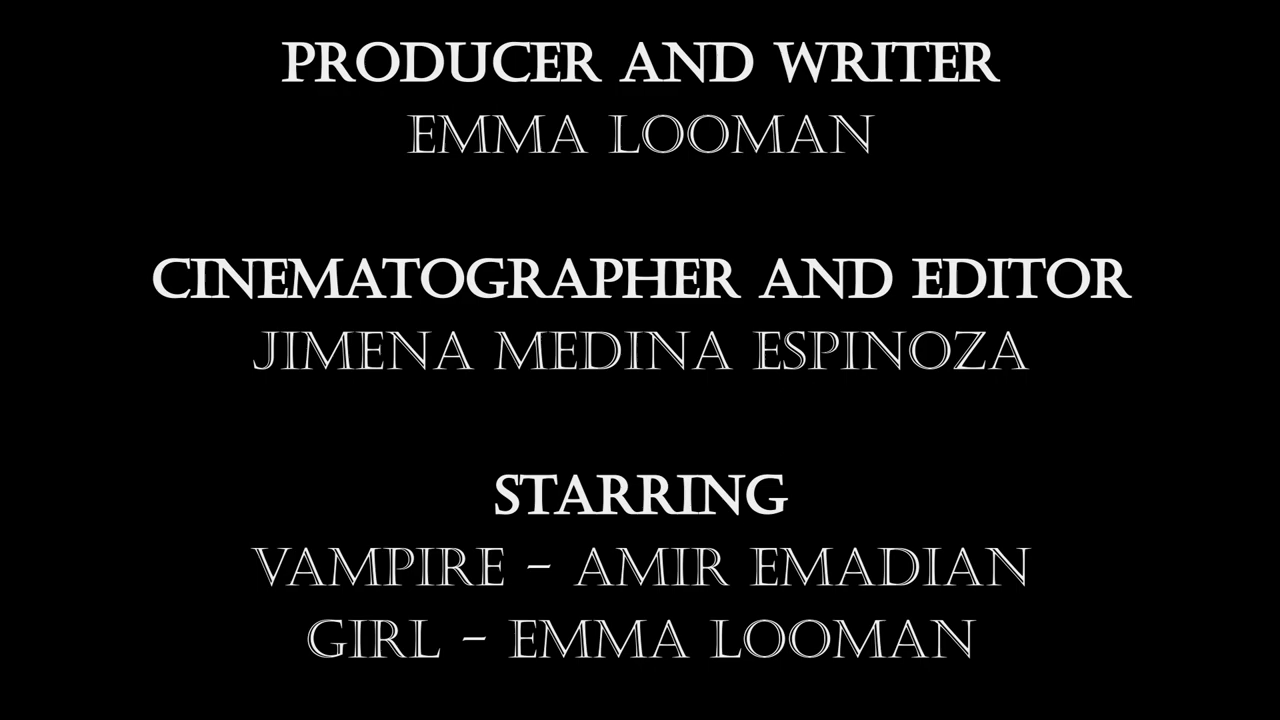 PRODUCER AND WRITER
EMMA LOOMAN
CINEMATOGRAPHER AND EDITOR
JIMENA MEDINA ESPINOZA
STARRING
VAMPIRE - AMIR EMADIAN
GIRL - EMMA LOOMAN